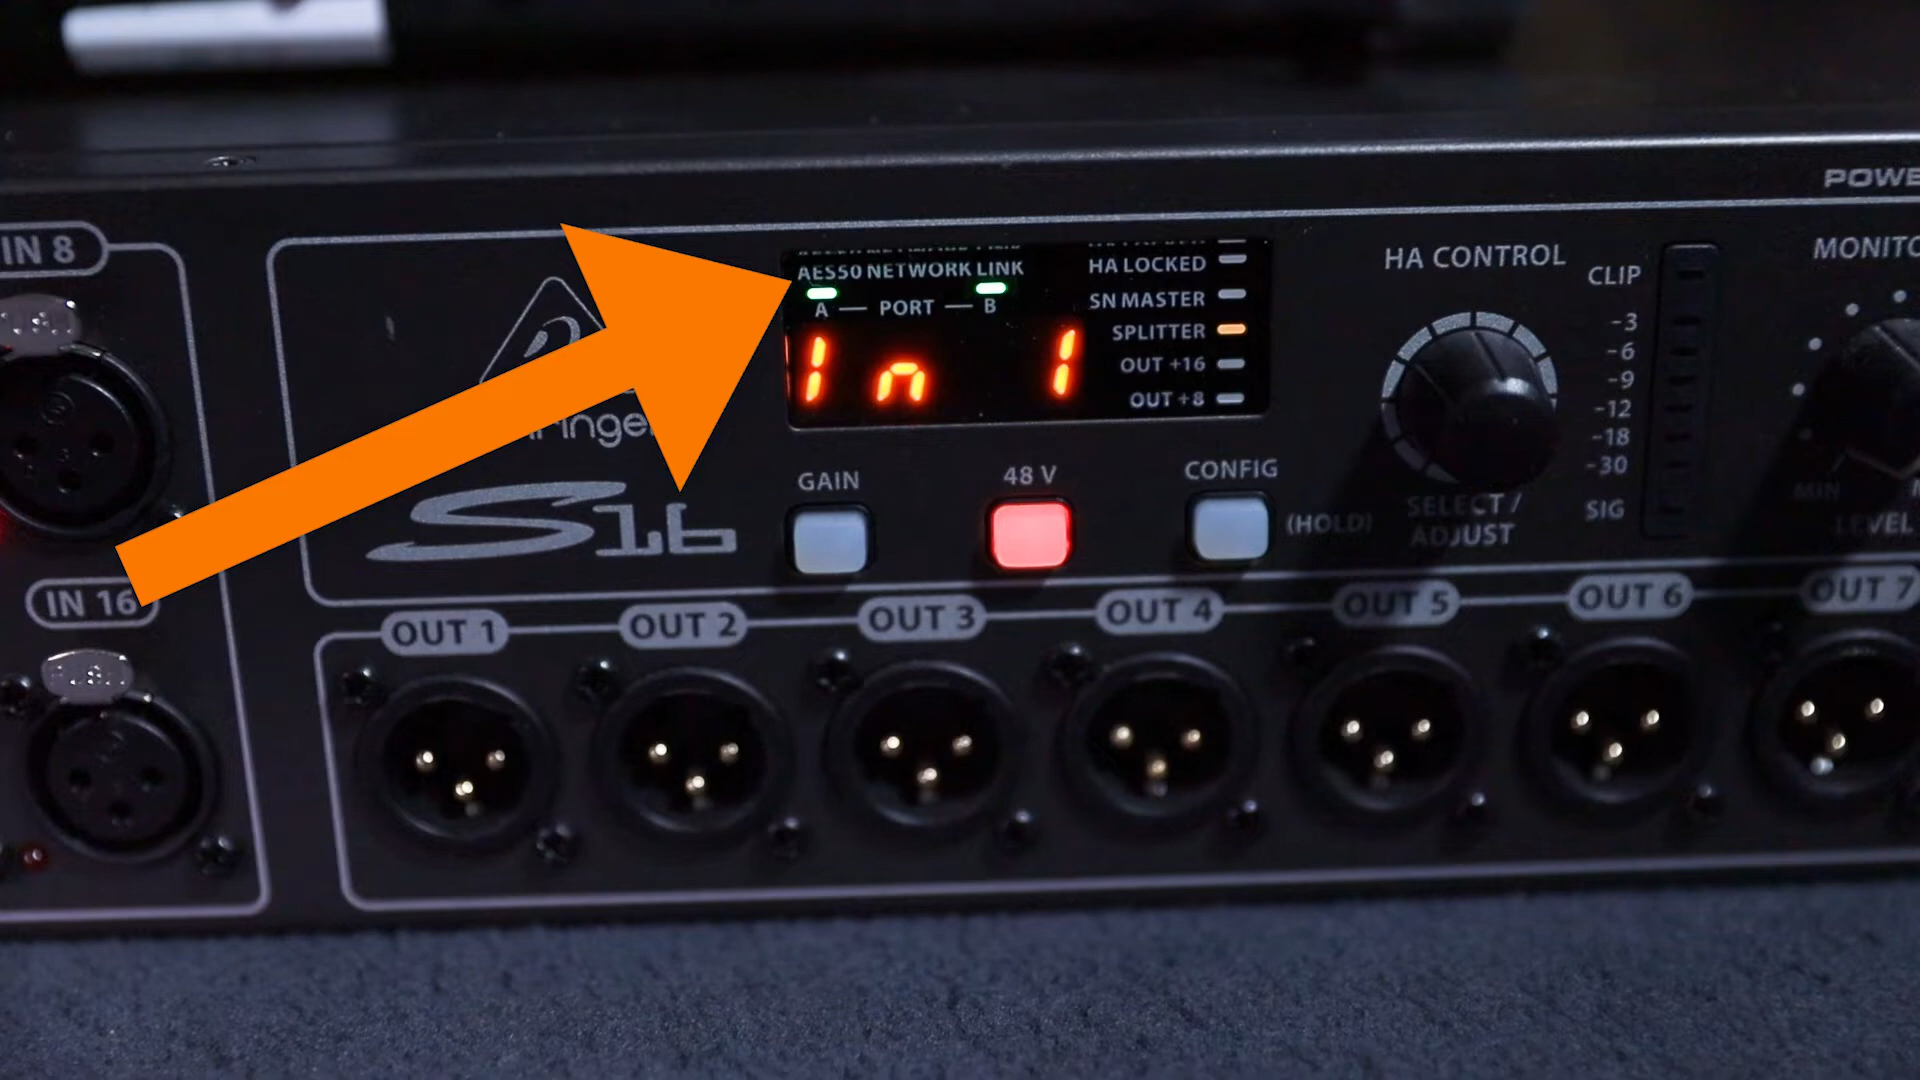 POWE
IN 8
AES50 NETWORK LINK
A — PORT — B
In 1
HA LOCKED
SN MASTER
SPLITTER
OUT +16
OUT +8
HA CONTROL
SELECT /
ADJUST
CLIP
-3
-6
-9
-12
-18
-30
SIG
MONITO
MIN
LEVEL
S16
GAIN
48 V
CONFIG
(HOLD)
IN 16
OUT 1
OUT 2
OUT 3
OUT 4
OUT 5
OUT 6
OUT 7